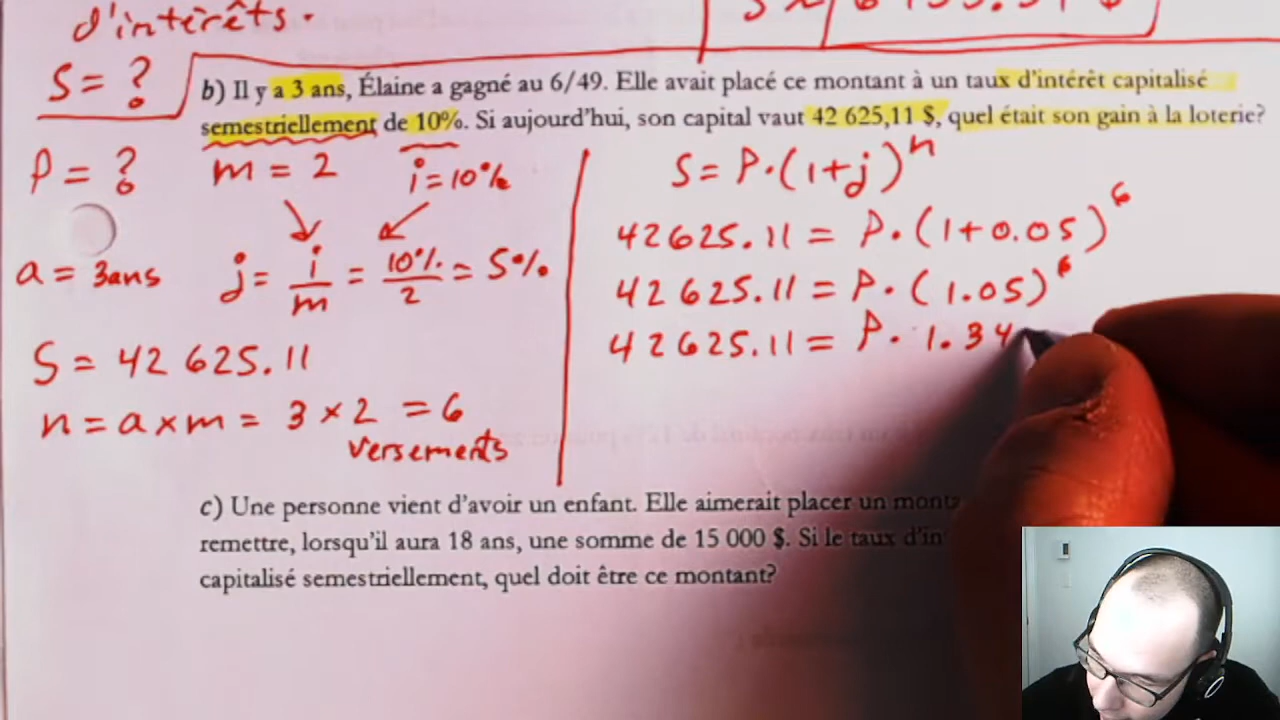 d'intérêts.
S = ?
b) Il y a 3 ans, Élaine a gagné au 6/49. Elle avait placé ce montant à un taux d'intérêt capitalisé
semestriellement de 10%. Si aujourd'hui, son capital vaut 42 625,11 $, quel était son gain à la loterie?
P = ? m = 2 i = 10%
a = 3ans j = i/m = 10%/2 = 5%
S = 42 625.11
n = a x m = 3 x 2 = 6
versements
S = P·(1+j)^n
42625.11 = P·(1+0.05)^6
42625.11 = P·(1.05)^6
42625.11 = P·1.34
c) Une personne vient d'avoir un enfant. Elle aimerait placer un
remettre, lorsqu'il aura 18 ans, une somme de 15 000 $. Si le taux
capitalisé semestriellement, quel doit être ce montant?